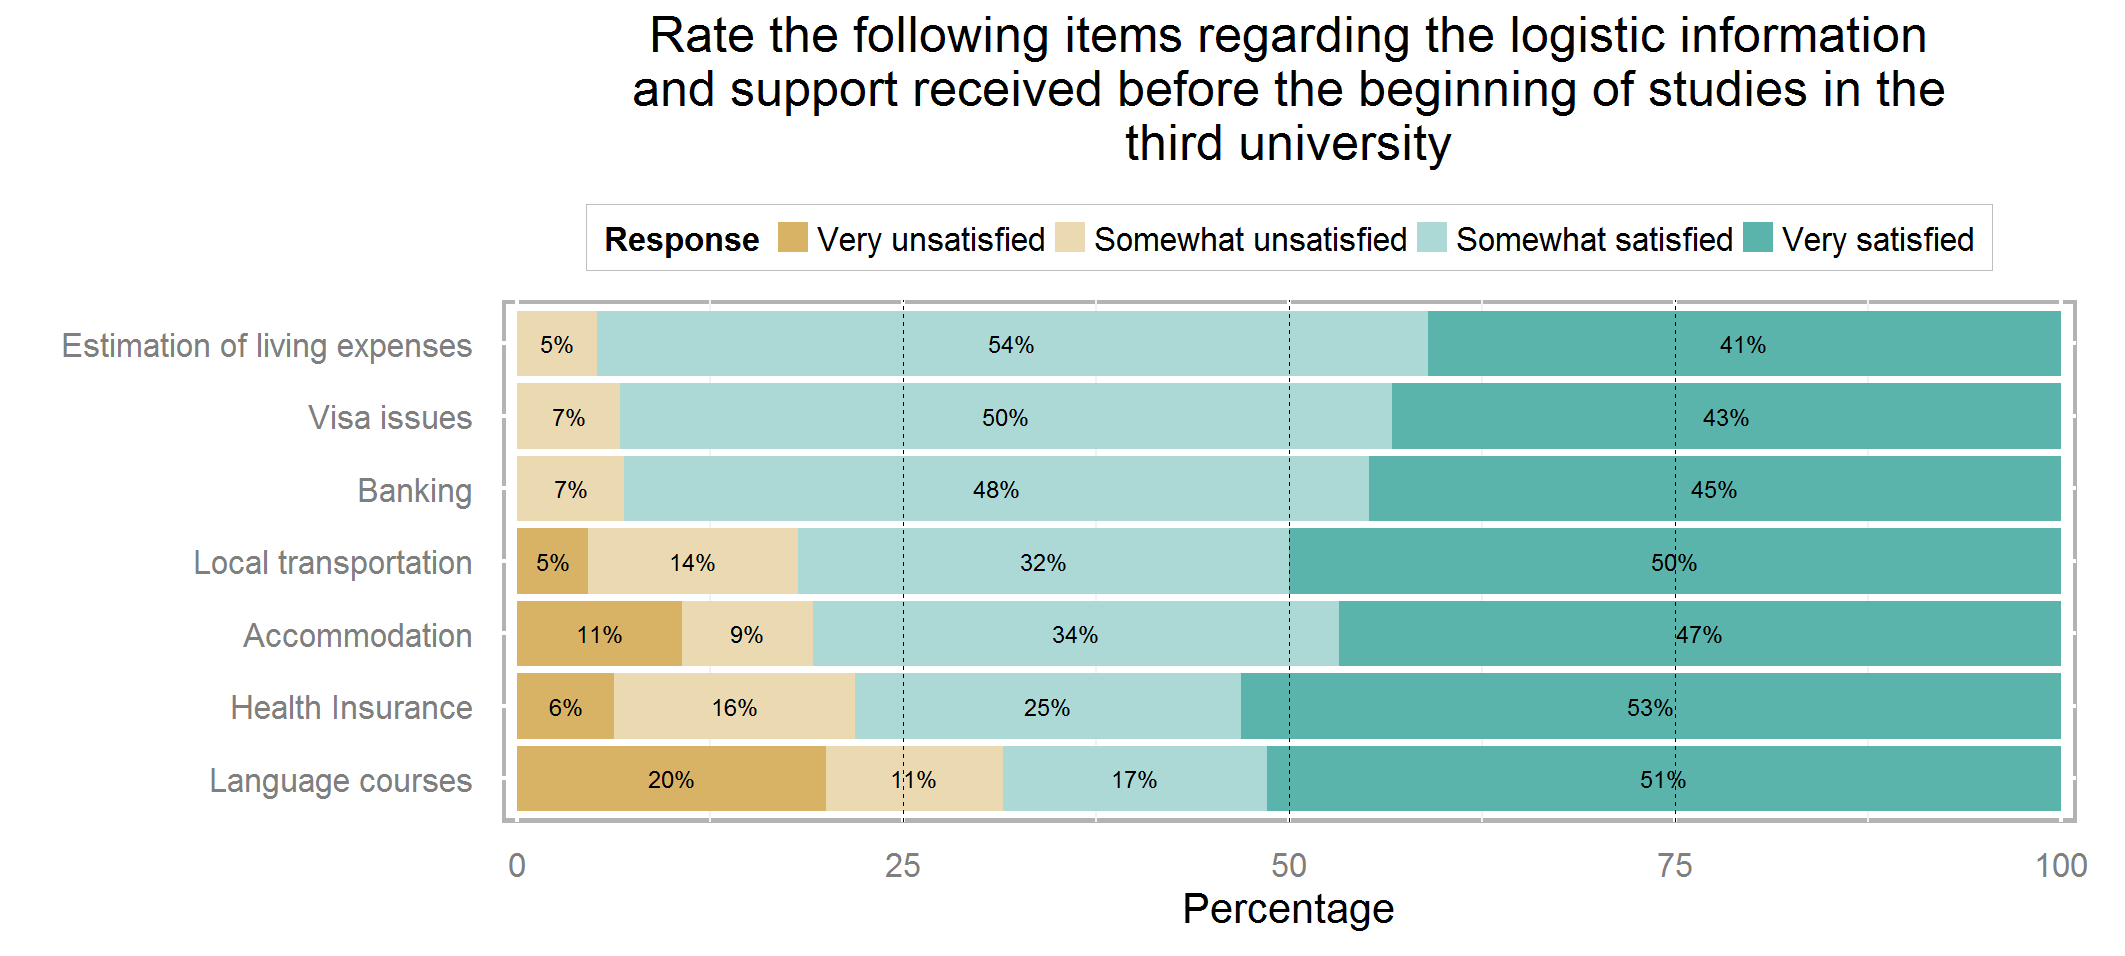 Rate the following items regarding the logistic information
and support received before the beginning of studies in the
third university
Response Very unsatisfied Somewhat unsatisfied Somewhat satisfied Very satisfied
Estimation of living expenses 5% 54% 41%
Visa issues 7% 50% 43%
Banking 7% 48% 45%
Local transportation 5% 14% 32% 50%
Accommodation 11% 9% 34% 47%
Health Insurance 6% 16% 25% 53%
Language courses 20% 11% 17% 51%
0 25 50 75 100
Percentage